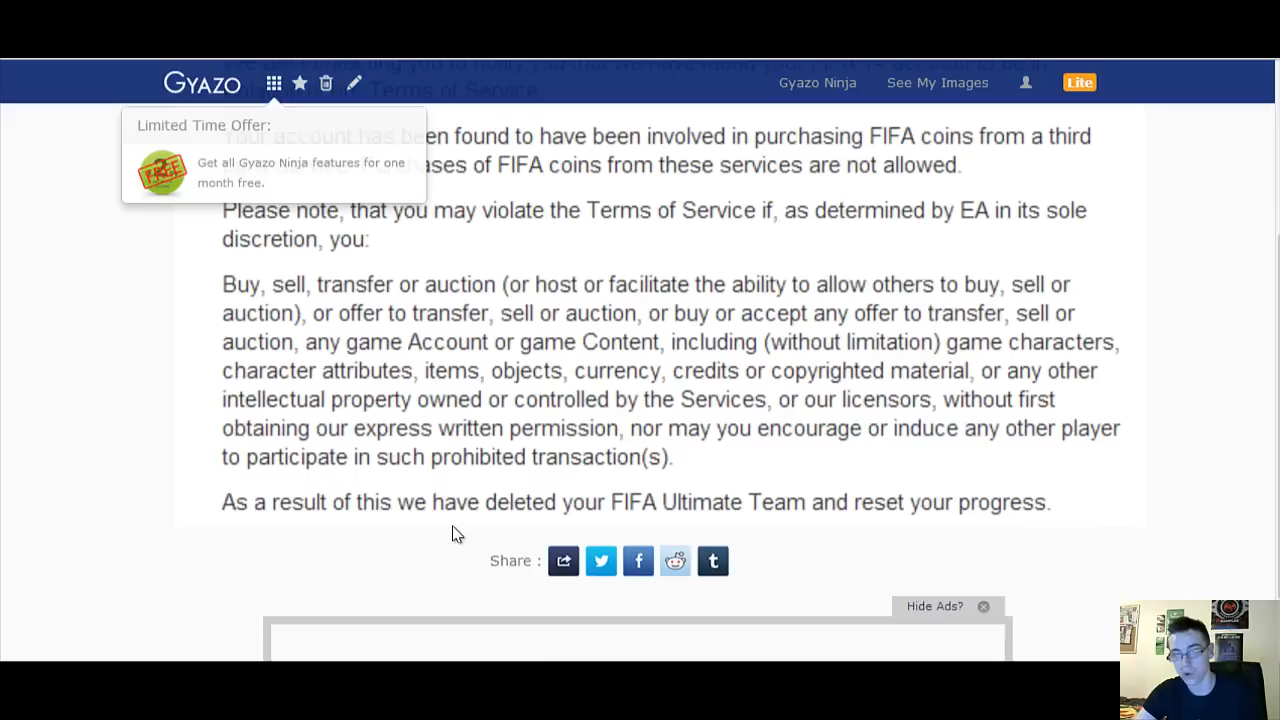 GYAZO
Gyazo Ninja
See My Images
Lite
Terms of Service
Limited Time Offer:
Get all Gyazo Ninja features for one
month free.
FREE
account has been found to have been involved in purchasing FIFA coins from a third
of FIFA coins from these services are not allowed.
Please note, that you may violate the Terms of Service if, as determined by EA in its sole
discretion, you:
Buy, sell, transfer or auction (or host or facilitate the ability to allow others to buy, sell or
auction), or offer to transfer, sell or auction, or buy or accept any offer to transfer, sell or
auction, any game Account or game Content, including (without limitation) game characters,
character attributes, items, objects, currency, credits or copyrighted material, or any other
intellectual property owned or controlled by the Services, or our licensors, without first
obtaining our express written permission, nor may you encourage or induce any other player
to participate in such prohibited transaction(s).
As a result of this we have deleted your FIFA Ultimate Team and reset your progress.
Share :
Hide Ads?